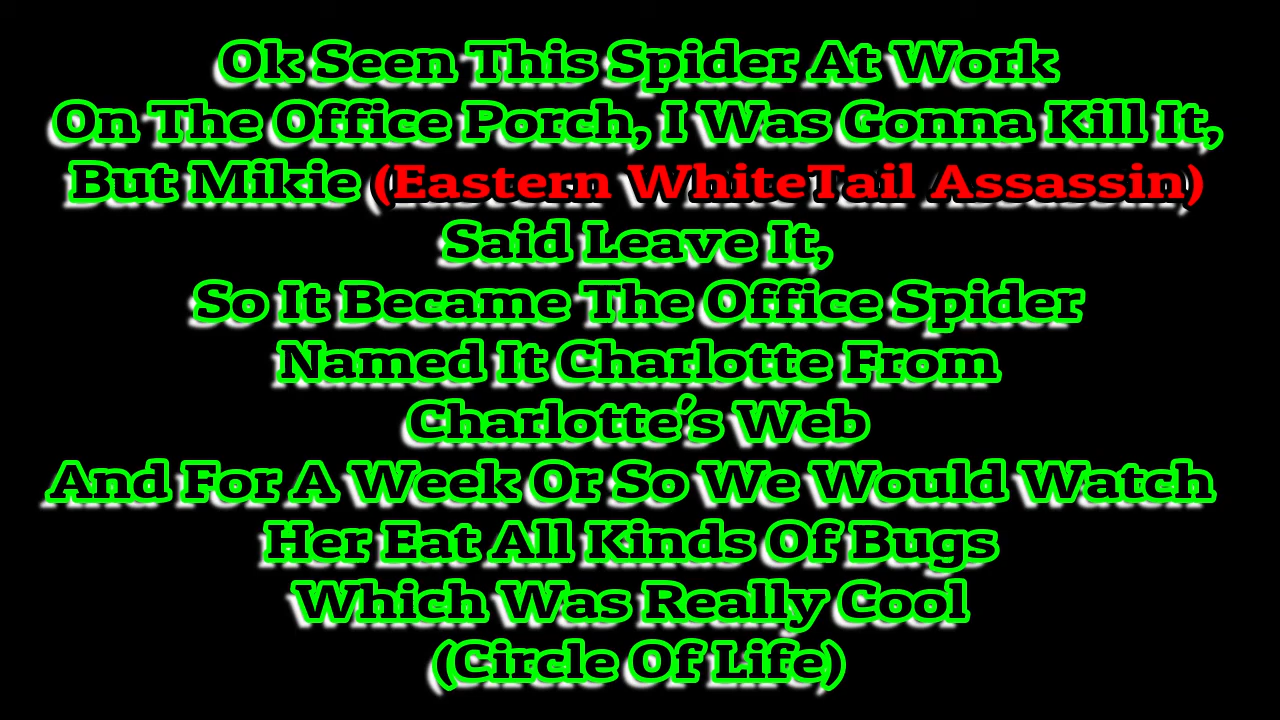 Ok Seen This Spider At Work
On The Office Porch, I Was Gonna Kill It,
But Mikie (Eastern WhiteTail Assassin)
Said Leave It,
So It Became The Office Spider
Named It Charlotte From
Charlotte's Web
And For A Week Or So We Would Watch
Her Eat All Kinds Of Bugs
Which Was Really Cool
(Circle Of Life)